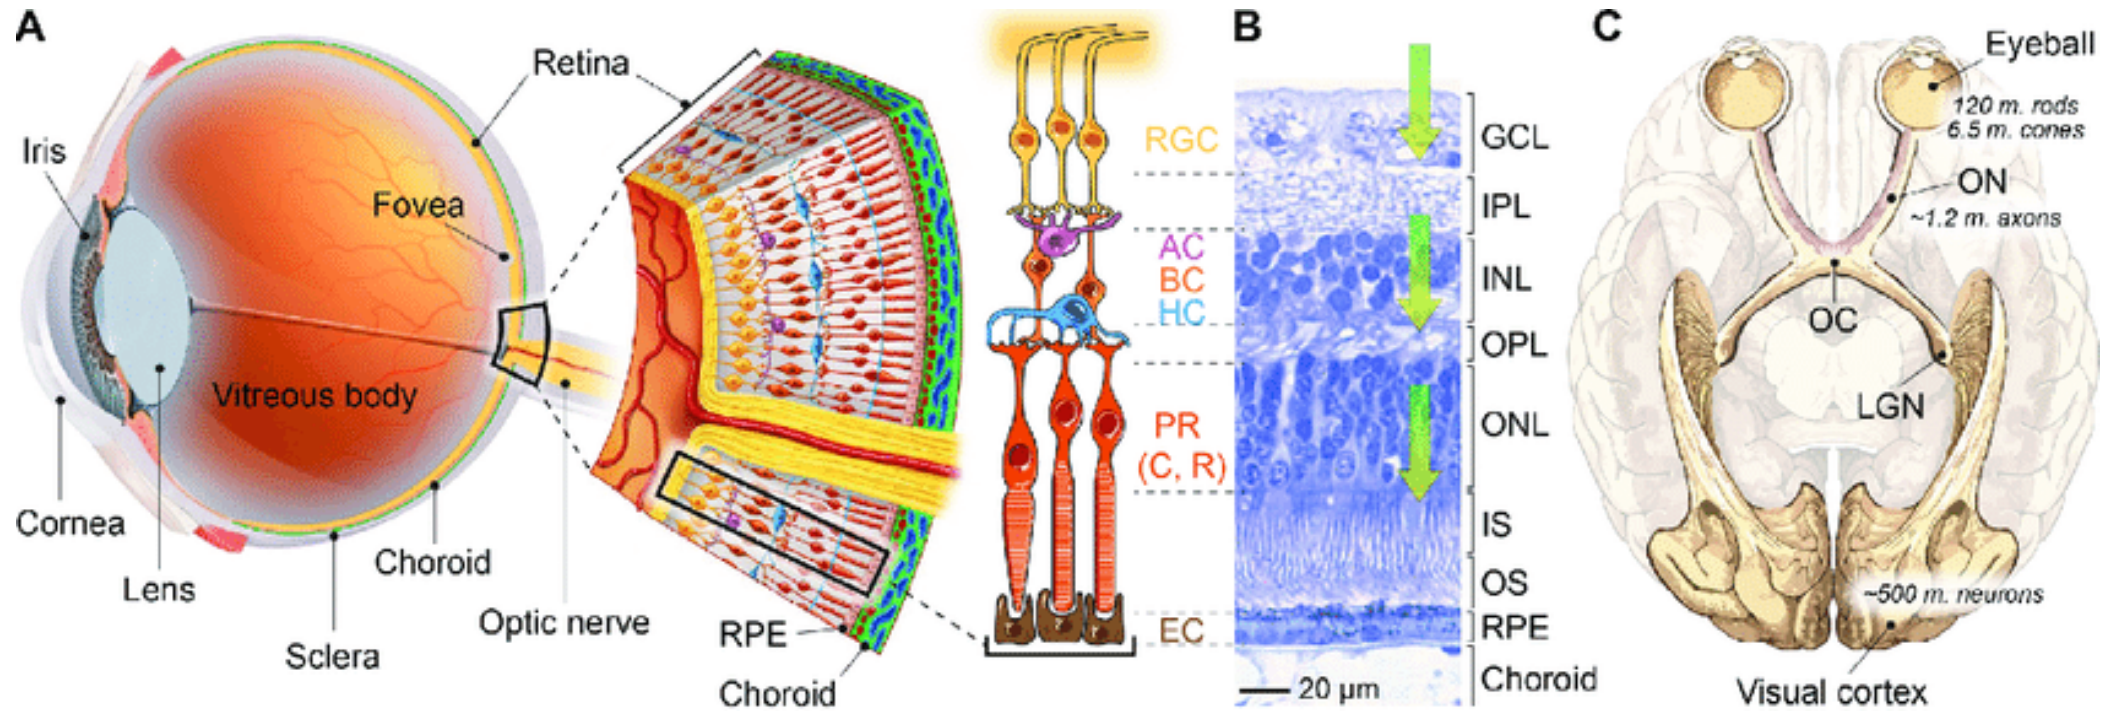 A
Retina
Iris
Fovea
Vitreous body
Cornea
Lens
Choroid
Sclera
Optic nerve
RPE
Choroid
RGC
AC
BC
HC
PR
(C, R)
EC
B
GCL
IPL
INL
OPL
ONL
IS
OS
RPE
Choroid
20 µm
C
Eyeball
120 m. rods
6.5 m. cones
ON
~1.2 m. axons
OC
LGN
~500 m. neurons
Visual cortex